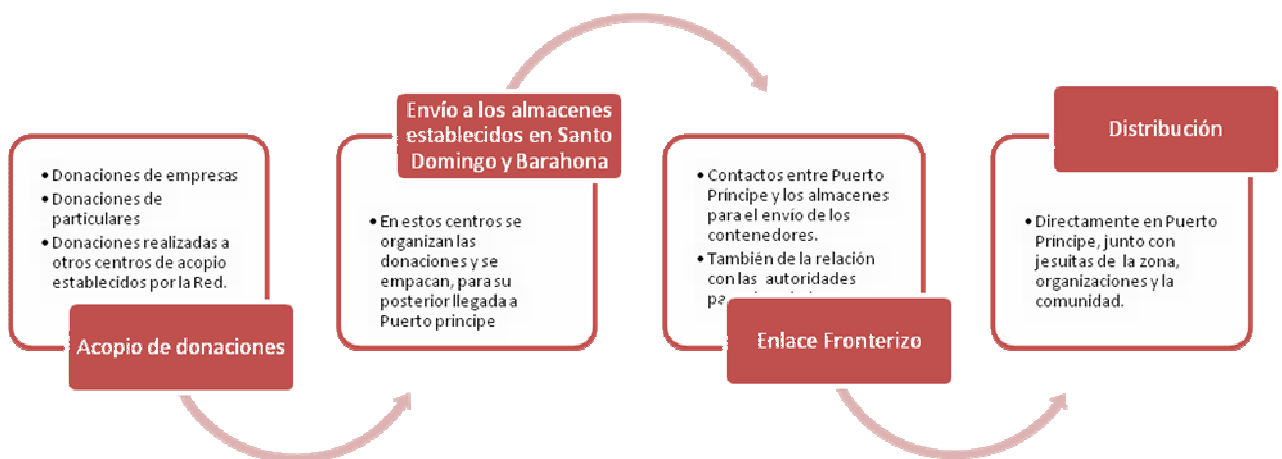 • Donaciones de empresas
• Donaciones de
particulares
• Donaciones realizadas a
otros centros de acopio
establecidos por la Red.
Acopio de donaciones
Envío a los almacenes
establecidos en Santo
Domingo y Barahona
• En estos centros se
organizan las
donaciones y se
empacan, para su
posterior llegada a
Puerto principe
• Contactos entre Puerto
Príncipe y los almacenes
para el envío de los
contenedores.
• También de la relación
con las autoridades
Enlace Fronterizo
Distribución
• Directamente en Puerto
Príncipe, junto con
jesuitas de la zona,
organizaciones y la
comunidad.